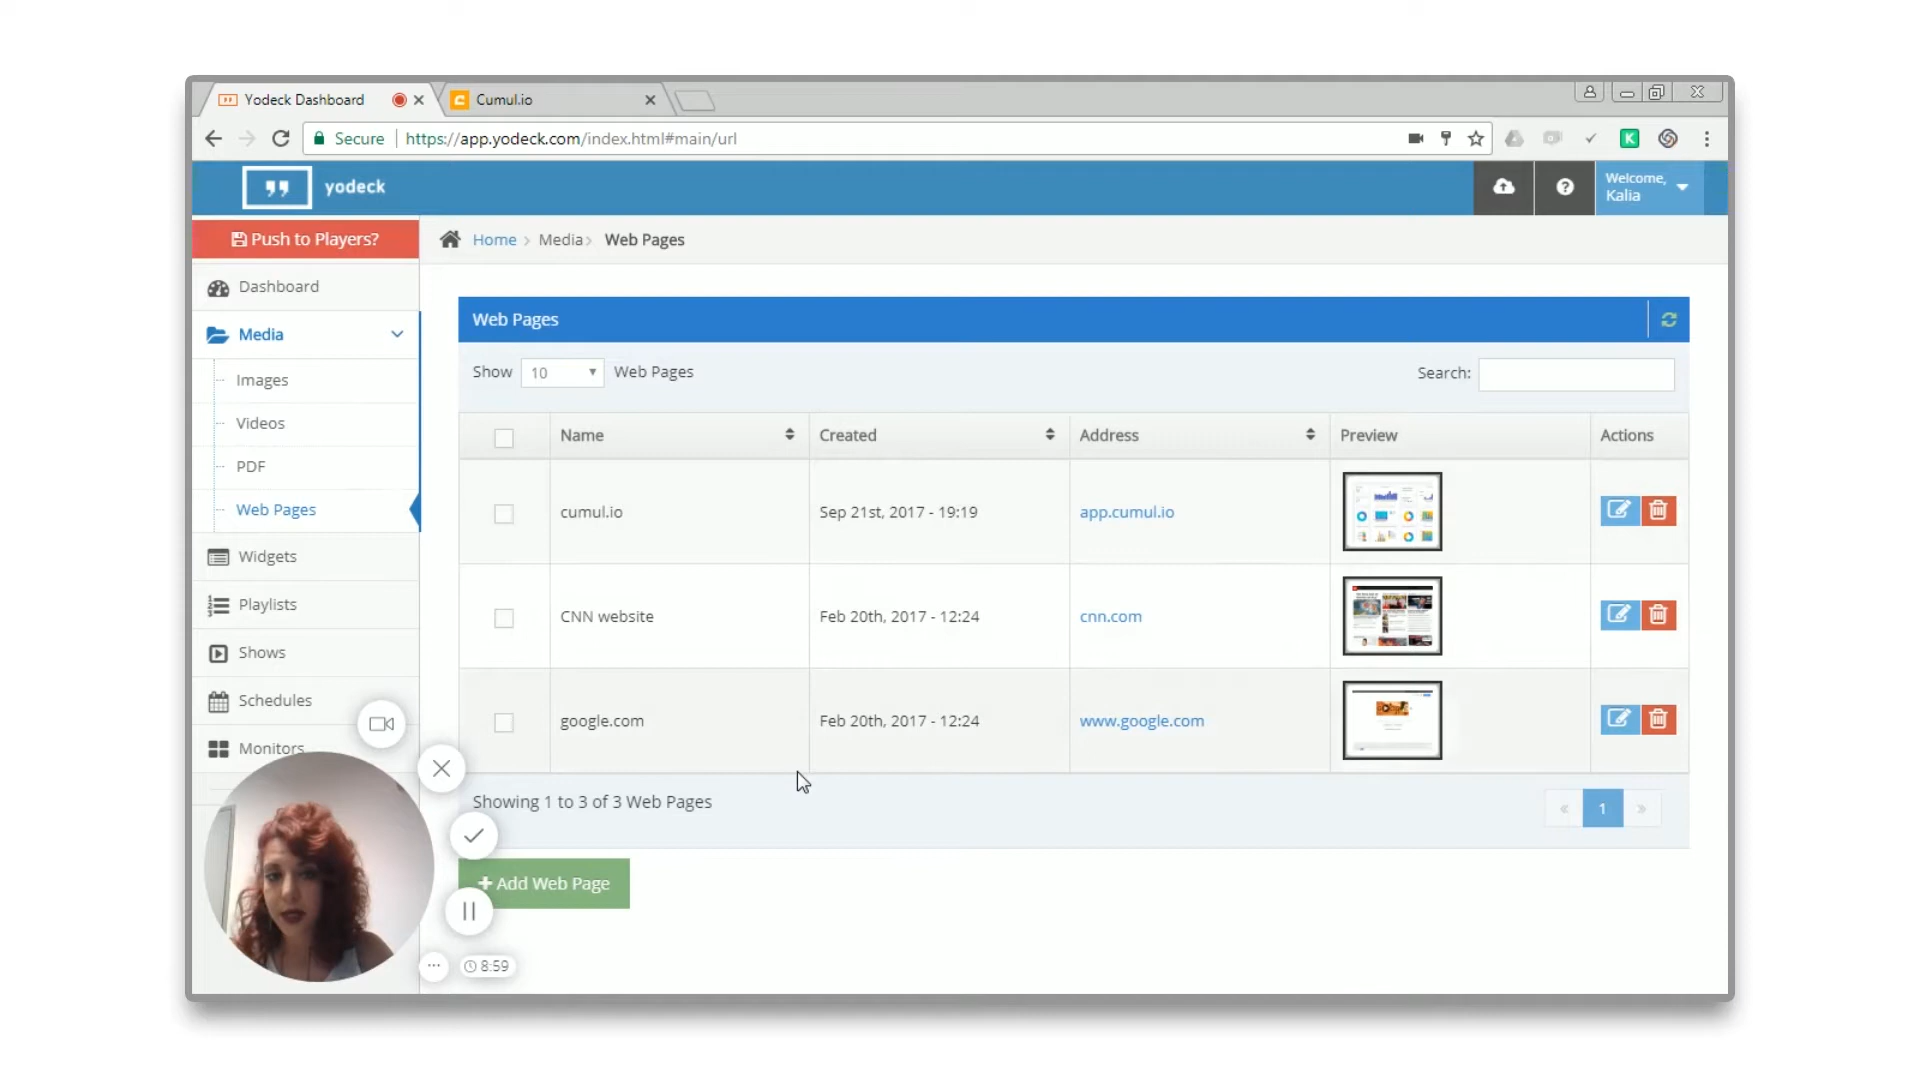 Yodeck Dashboard
Cumul.io
Secure
https://app.yodeck.com/index.html#main/url
K
yodeck
Welcome,
Kalia
Push to Players?
Home
Media
Web Pages
Dashboard
Media
Images
Videos
PDF
Web Pages
Widgets
Playlists
Shows
Schedules
Monitors
Web Pages
Show 10 Web Pages
Search:
Name Created Address Preview Actions
cumul.io Sep 21st, 2017 - 19:19 app.cumul.io
CNN website Feb 20th, 2017 - 12:24 cnn.com
google.com Feb 20th, 2017 - 12:24 www.google.com
Showing 1 to 3 of 3 Web Pages
« 1 »
+ Add Web Page
8:59